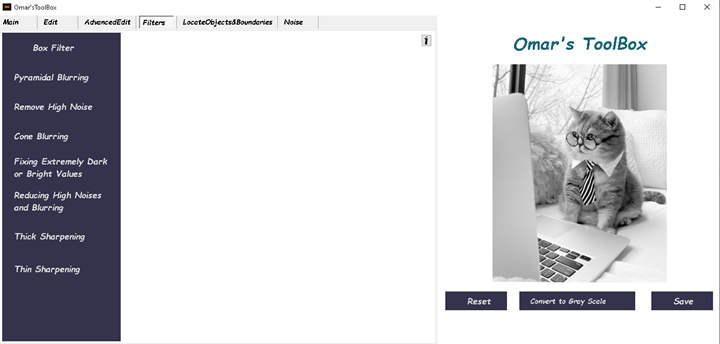 Omar'sToolBox
Main
Edit
AdvancedEdit
Filters
LocateObjects&Boundaries
Noise
Box Filter
Pyramidal Blurring
Remove High Noise
Cone Blurring
Fixing Extremely Dark
or Bright Values
Reducing High Noises
and Blurring
Thick Sharpening
Thin Sharpening
i
Omar's ToolBox
Reset
Convert to Gray Scale
Save